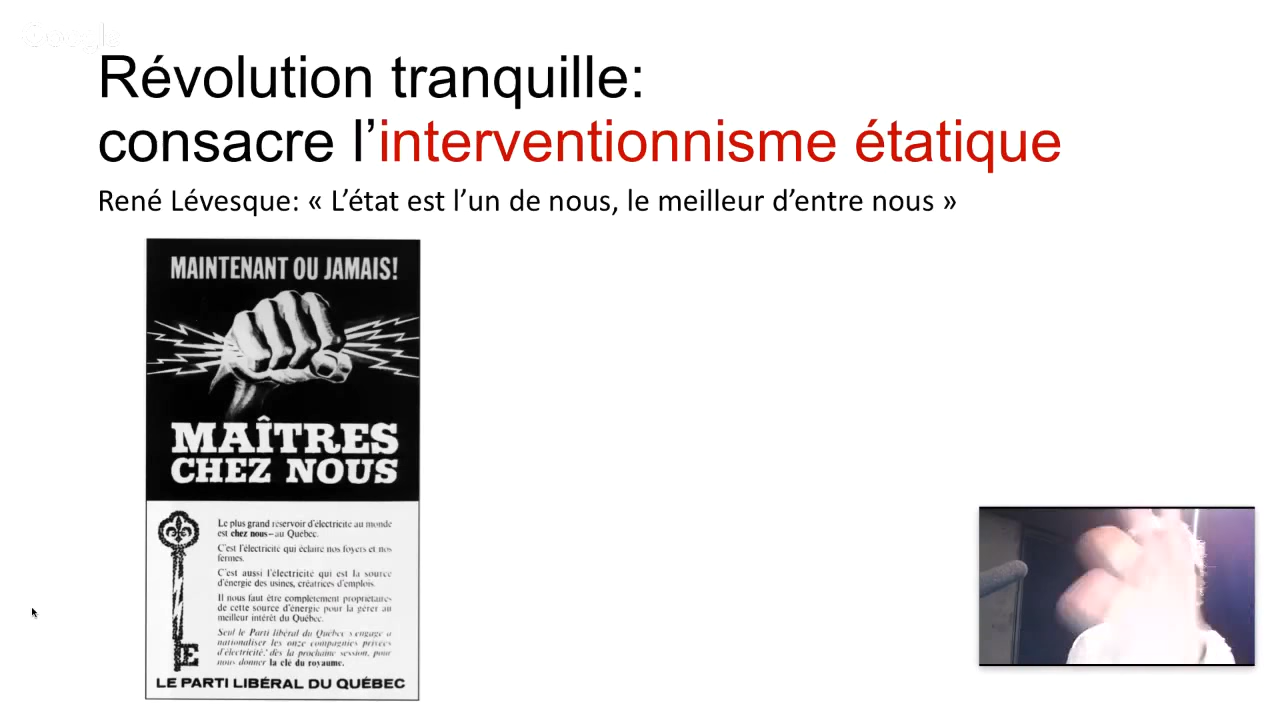 Google
Révolution tranquille:
consacre l’interventionnisme étatique
René Lévesque: « L’état est l’un de nous, le meilleur d’entre nous »
MAINTENANT OU JAMAIS!
MAÎTRES
CHEZ NOUS
Le plus grand reservoir d'électricité au monde
est chez nous–au Québec.
C'est l'électricité qui éclaire nos foyers et nos
fermes.
C'est aussi l'électricité qui est la source
d'énergie des usines, créatrices d'emplois.
Il nous faut être complètement propriétaires
de cette source d'énergie pour la gérer au
meilleur intérêt du Québec.
Seul le Parti libéral du Québec s'engage à
nationaliser les onze compagnies privées
d'électricité, dès la prochaine session, pour
nous donner la clé du royaume.
LE PARTI LIBÉRAL DU QUÉBEC